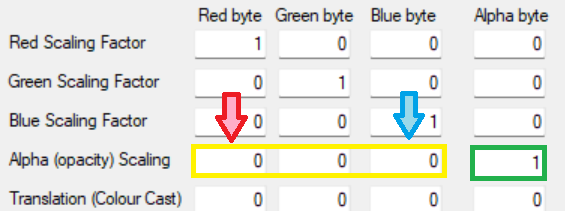 Red byte Green byte Blue byte Alpha byte
Red Scaling Factor 1 0 0 0
Green Scaling Factor 0 1 0 0
Blue Scaling Factor 0 0 1 0
Alpha (opacity) Scaling 0 0 0 1
Translation (Colour Cast) 0 0 0 0